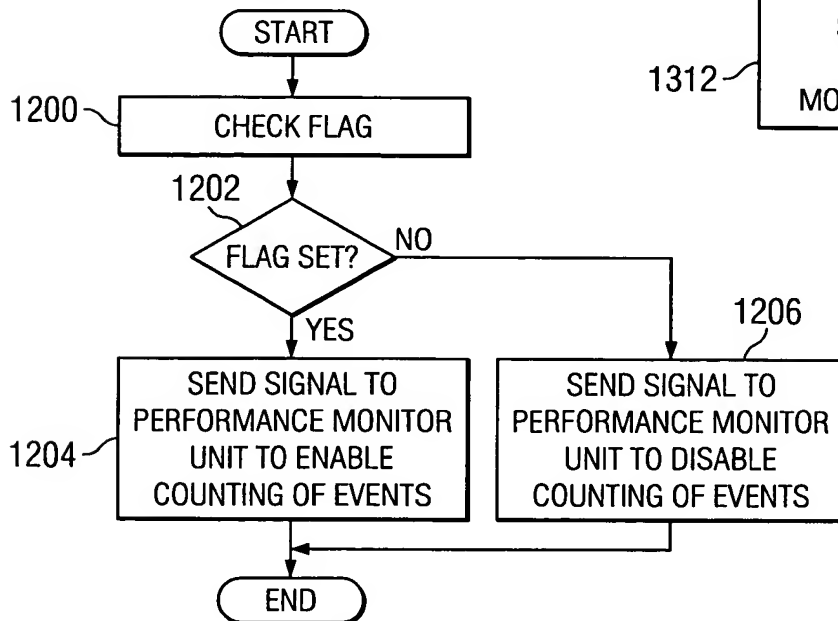 START
1200
CHECK FLAG
1312
MO
1202
FLAG SET?
NO
YES
1204
SEND SIGNAL TO
PERFORMANCE MONITOR
UNIT TO ENABLE
COUNTING OF EVENTS
1206
SEND SIGNAL TO
PERFORMANCE MONITOR
UNIT TO DISABLE
COUNTING OF EVENTS
END